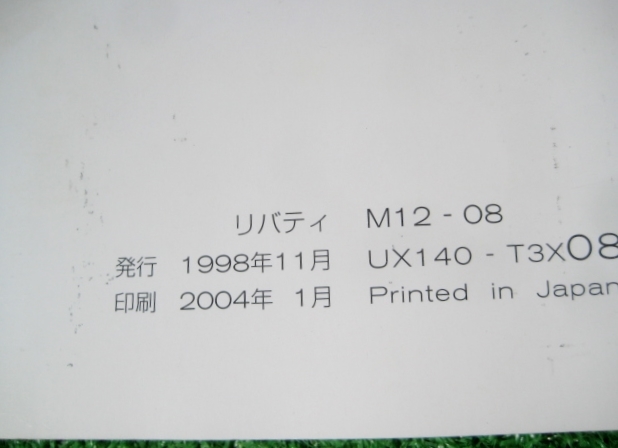 リバティ M12-08
発行 1998年11月 UX140-T3X08
印刷 2004年 1月 Printed in Japan